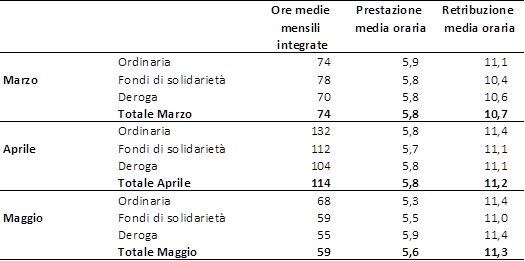 Ore medie mensili integrate Prestazione media oraria Retribuzione media oraria
Ordinaria 74 5,9 11,1
Marzo Fondi di solidarietà 78 5,8 10,4
Deroga 70 5,8 10,6
Totale Marzo 74 5,8 10,7
Ordinaria 132 5,8 11,4
Aprile Fondi di solidarietà 112 5,7 11,1
Deroga 104 5,8 11,1
Totale Aprile 114 5,8 11,2
Ordinaria 68 5,3 11,4
Maggio Fondi di solidarietà 59 5,5 11,0
Deroga 55 5,9 11,4
Totale Maggio 59 5,6 11,3